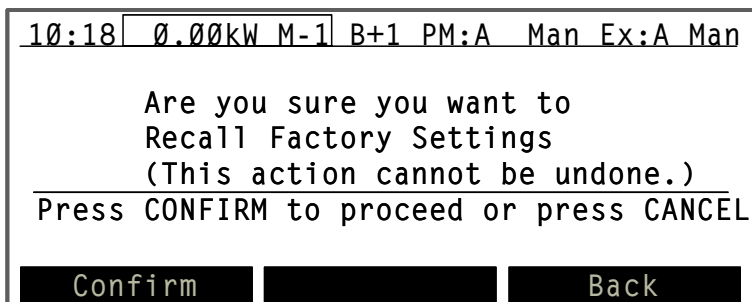 10:18 0.00kW M-1 B+1 PM:A Man Ex:A Man
Are you sure you want to
Recall Factory Settings
(This action cannot be undone.)
Press CONFIRM to proceed or press CANCEL
Confirm Back